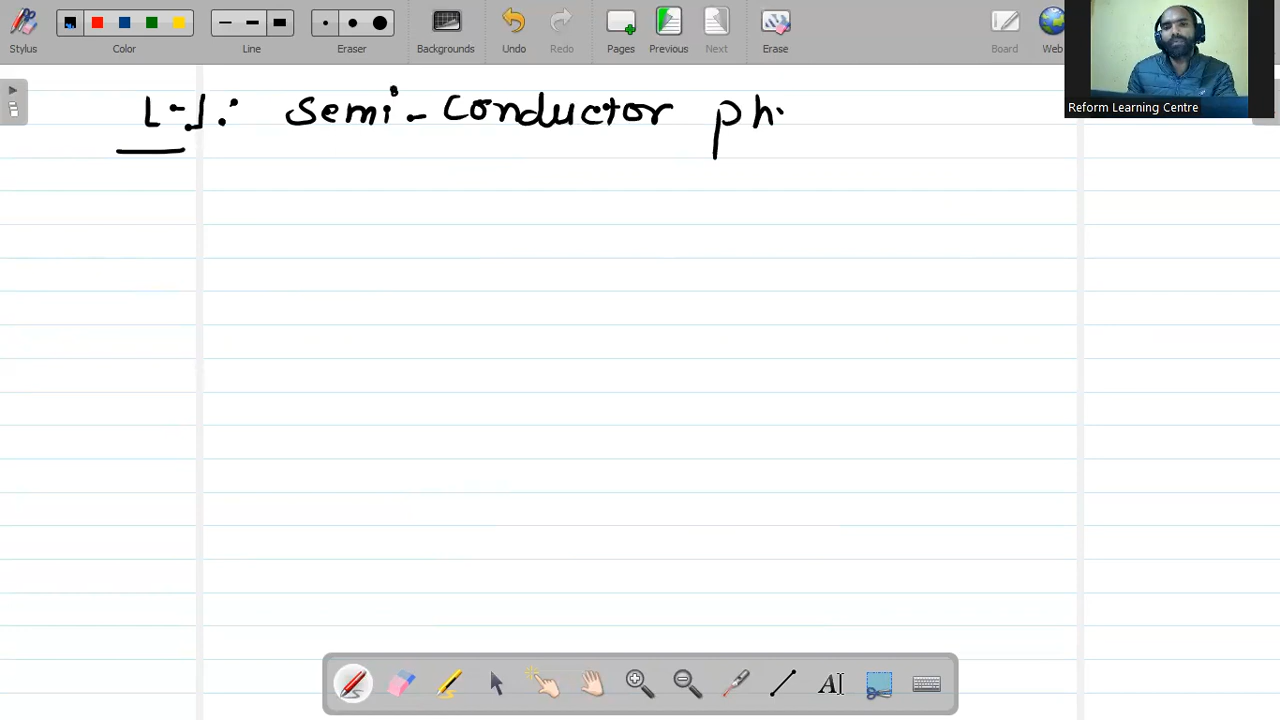 Stylus Color Line Eraser Backgrounds Undo Redo Pages Previous Next Erase Board Web
Reform Learning Centre
L-1: Semi-Conductor ph